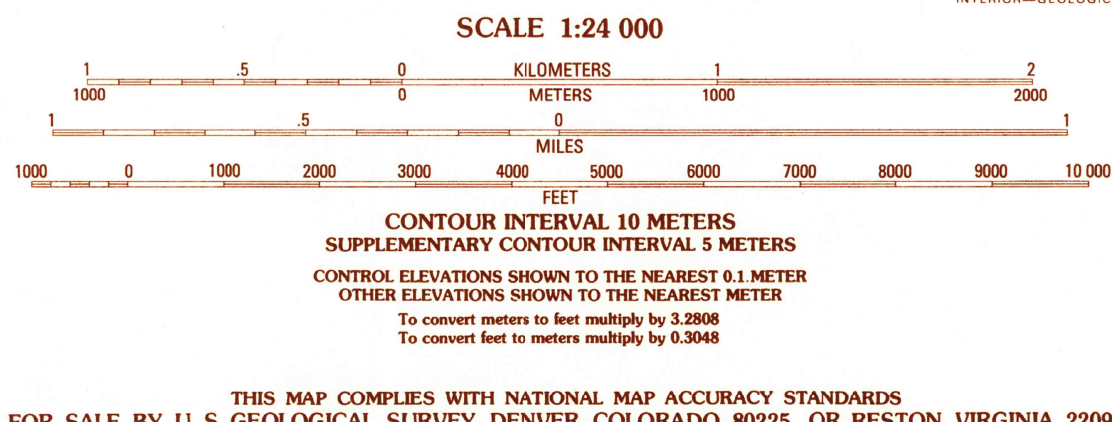 INTERIOR—GEOLOGIC
SCALE 1:24 000
1 .5 0 KILOMETERS 1 2
1000 0 METERS 1000 2000
1 .5 0 1
MILES
1000 0 1000 2000 3000 4000 5000 6000 7000 8000 9000 10 000
FEET
CONTOUR INTERVAL 10 METERS
SUPPLEMENTARY CONTOUR INTERVAL 5 METERS
CONTROL ELEVATIONS SHOWN TO THE NEAREST 0.1 METER
OTHER ELEVATIONS SHOWN TO THE NEAREST METER
To convert meters to feet multiply by 3.2808
To convert feet to meters multiply by 0.3048
THIS MAP COMPLIES WITH NATIONAL MAP ACCURACY STANDARDS
FOR SALE BY U. S. GEOLOGICAL SURVEY, DENVER, COLORADO 80225, OR RESTON, VIRGINIA 2209